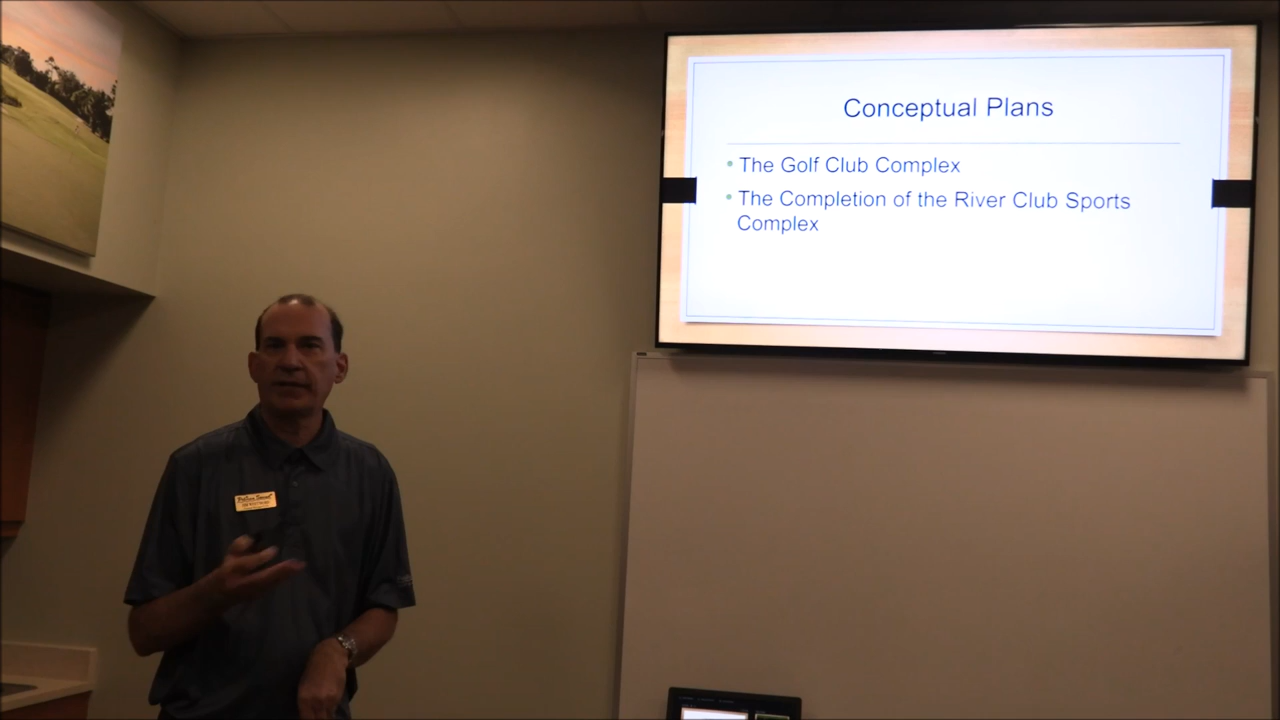 Conceptual Plans
• The Golf Club Complex
• The Completion of the River Club Sports
Complex